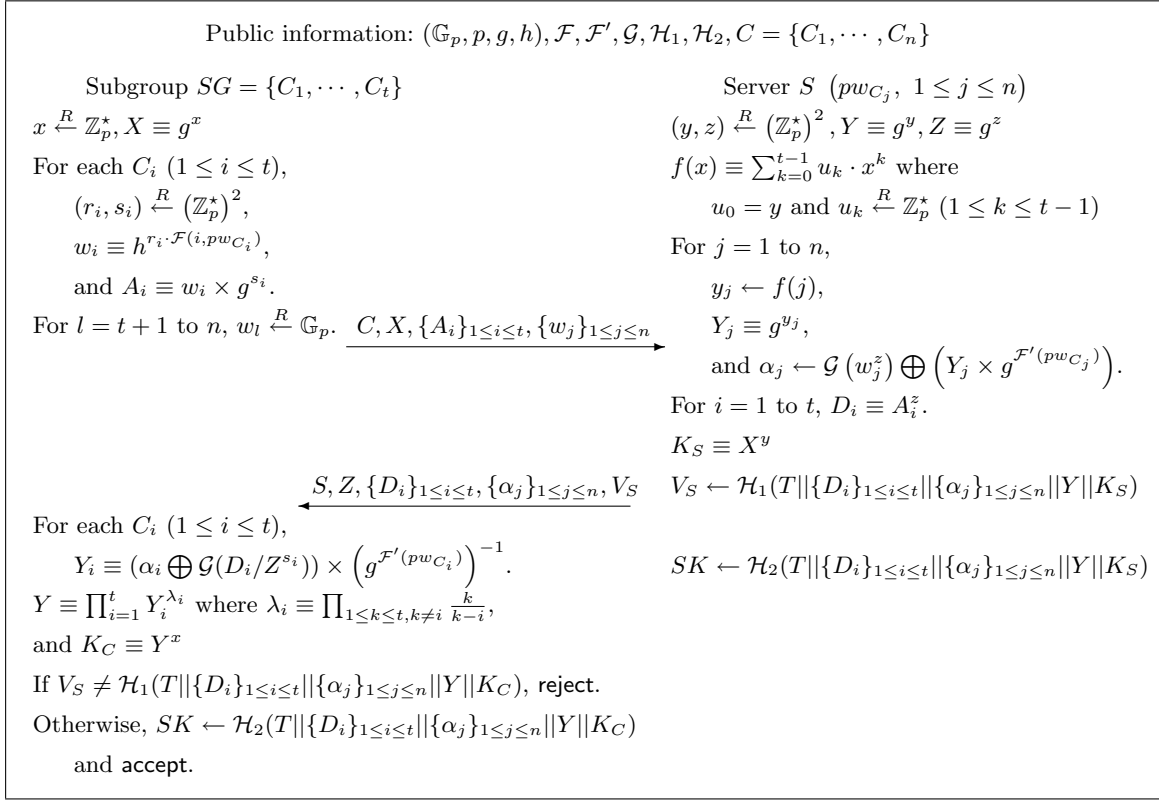 Public information: (𝔾_p, p, g, h), ℱ, ℱ′, 𝒢, ℋ_1, ℋ_2, C = {C_1, ⋯ , C_n}
Subgroup SG = {C_1, ⋯ , C_t}
x ←^R ℤ_p^⋆, X ≡ g^x
For each C_i (1 ≤ i ≤ t),
(r_i, s_i) ←^R (ℤ_p^⋆)^2,
w_i ≡ h^{r_i·ℱ(i,pw_{C_i})},
and A_i ≡ w_i × g^{s_i}.
For l = t + 1 to n, w_l ←^R 𝔾_p.
C, X, {A_i}_{1≤i≤t}, {w_j}_{1≤j≤n}
Server S (pw_{C_j}, 1 ≤ j ≤ n)
(y, z) ←^R (ℤ_p^⋆)^2, Y ≡ g^y, Z ≡ g^z
f(x) ≡ ∑_{k=0}^{t−1} u_k · x^k where
u_0 = y and u_k ←^R ℤ_p^⋆ (1 ≤ k ≤ t − 1)
For j = 1 to n,
y_j ← f(j),
Y_j ≡ g^{y_j},
and α_j ← 𝒢(w_j^z) ⨁ (Y_j × g^{ℱ′(pw_{C_j})}).
For i = 1 to t, D_i ≡ A_i^z.
K_S ≡ X^y
S, Z, {D_i}_{1≤i≤t}, {α_j}_{1≤j≤n}, V_S
V_S ← ℋ_1(T||{D_i}_{1≤i≤t}||{α_j}_{1≤j≤n}||Y||K_S)
For each C_i (1 ≤ i ≤ t),
Y_i ≡ (α_i ⨁ 𝒢(D_i/Z^{s_i})) × (g^{ℱ′(pw_{C_i})})^{−1}.
SK ← ℋ_2(T||{D_i}_{1≤i≤t}||{α_j}_{1≤j≤n}||Y||K_S)
Y ≡ ∏_{i=1}^{t} Y_i^{λ_i} where λ_i ≡ ∏_{1≤k≤t,k≠i} k/(k−i),
and K_C ≡ Y^x
If V_S ≠ ℋ_1(T||{D_i}_{1≤i≤t}||{α_j}_{1≤j≤n}||Y||K_C), reject.
Otherwise, SK ← ℋ_2(T||{D_i}_{1≤i≤t}||{α_j}_{1≤j≤n}||Y||K_C)
and accept.